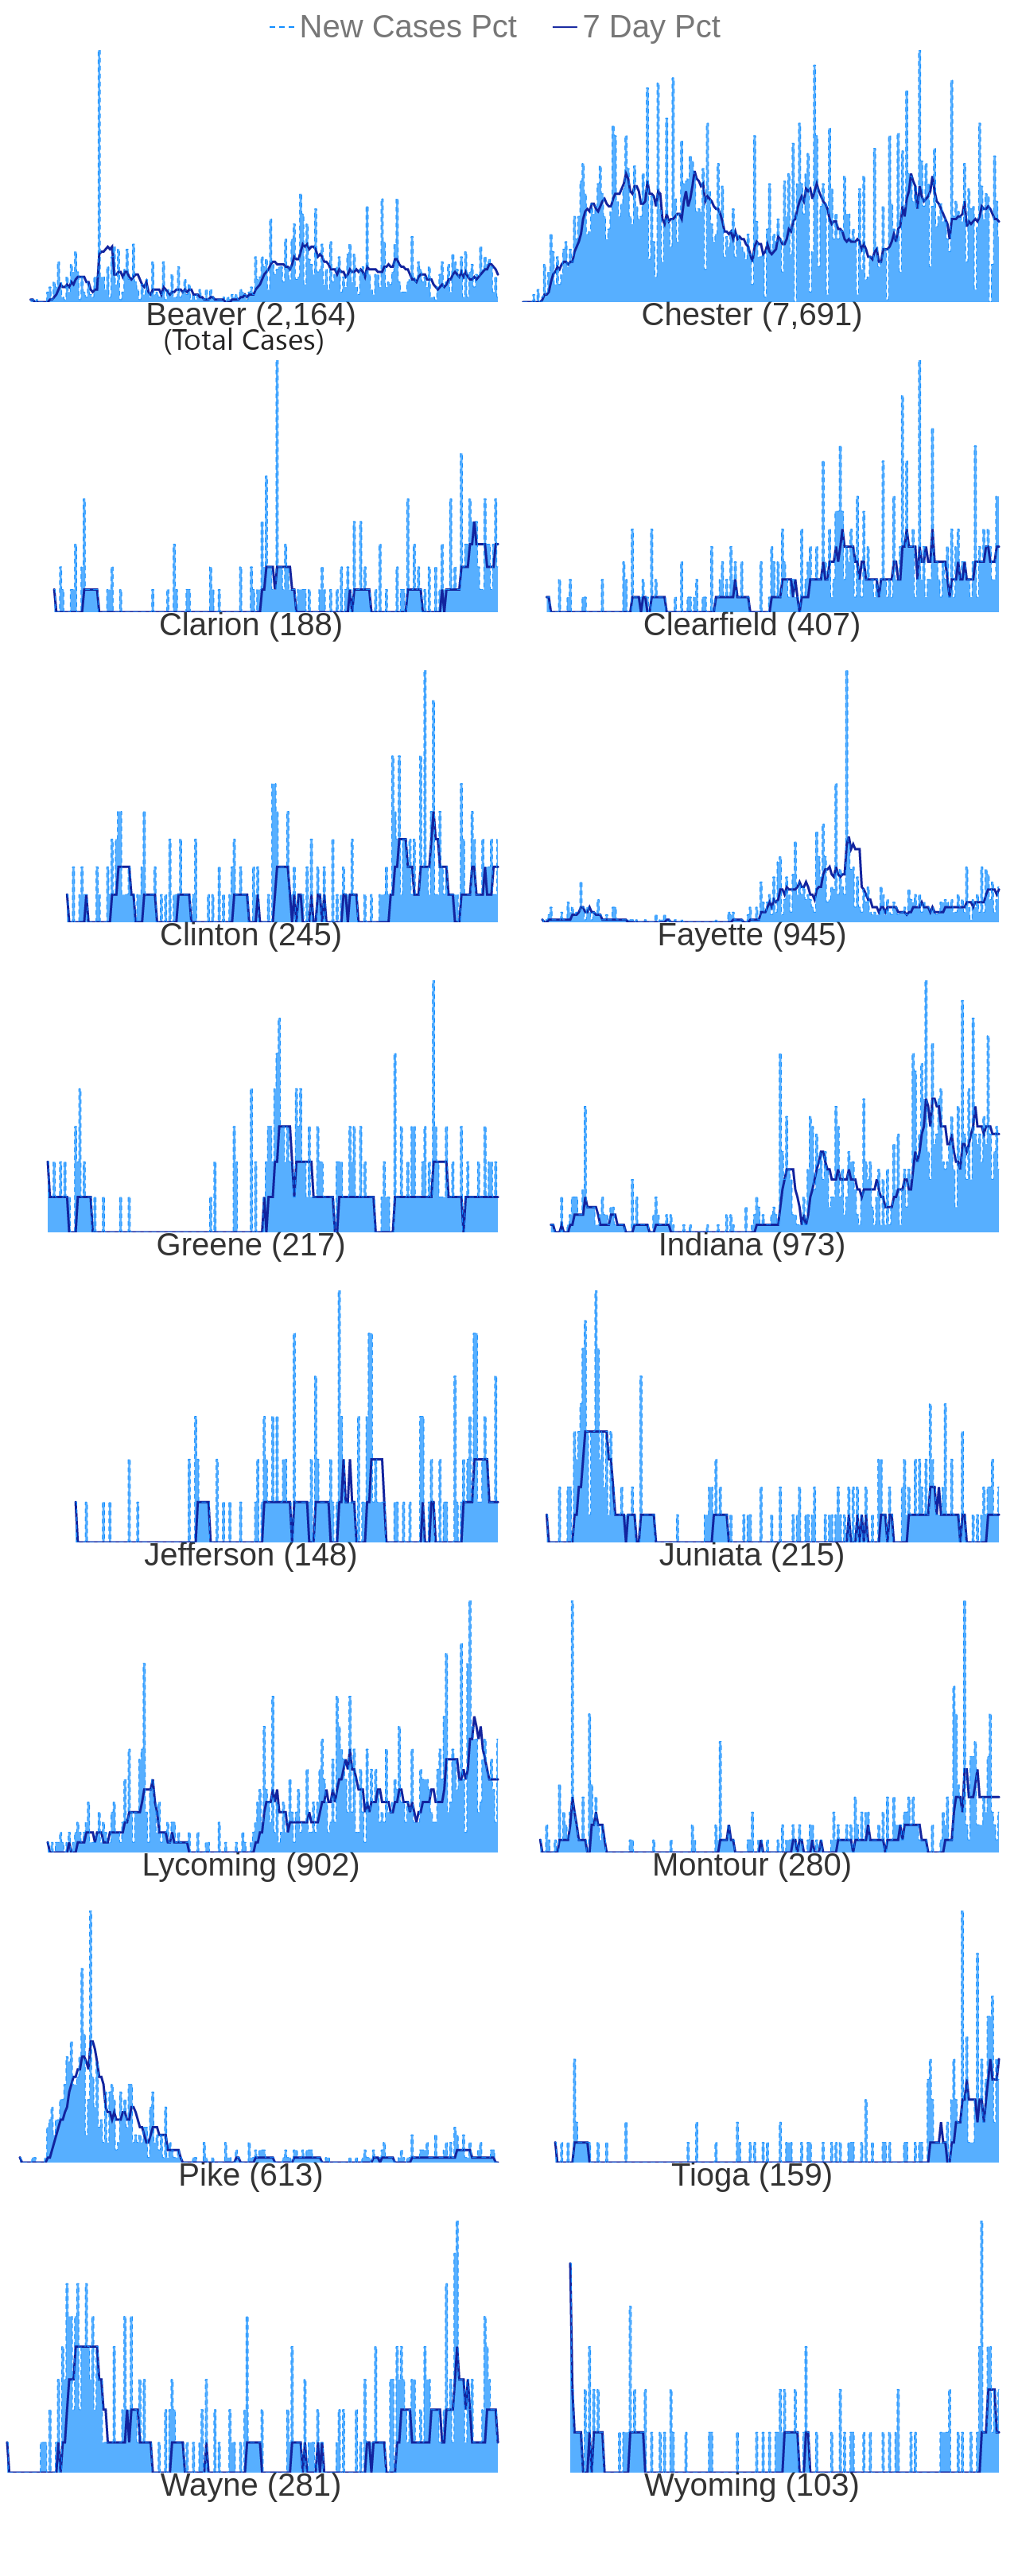 New Cases Pct 7 Day Pct
Beaver (2,164) Chester (7,691)
(Total Cases)
Clarion (188) Clearfield (407)
Clinton (245) Fayette (945)
Greene (217) Indiana (973)
Jefferson (148) Juniata (215)
Lycoming (902) Montour (280)
Pike (613) Tioga (159)
Wayne (281) Wyoming (103)